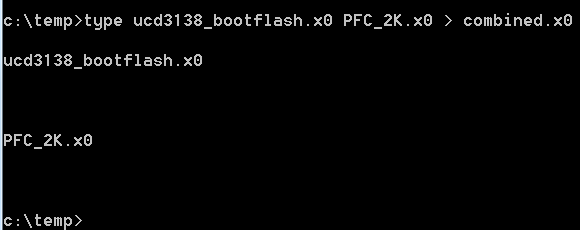 c:\temp>type ucd3138_bootflash.x0 PFC_2K.x0 > combined.x0
ucd3138_bootflash.x0
PFC_2K.x0
c:\temp>